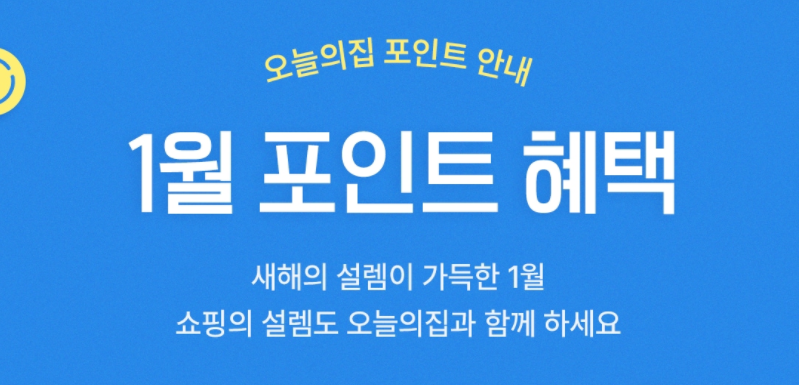 오늘의집 포인트 안내
1월 포인트 혜택
새해의 설렘이 가득한 1월
쇼핑의 설렘도 오늘의집과 함께 하세요